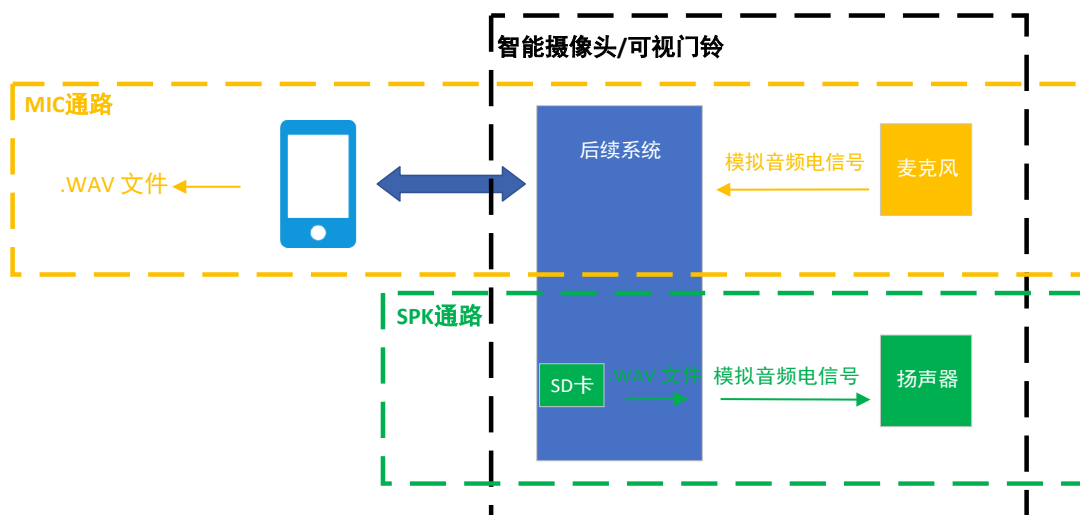 智能摄像头/可视门铃
MIC通路
后续系统
模拟音频电信号
麦克风
.WAV 文件
SPK通路
SD卡
.WAV 文件
模拟音频电信号
扬声器